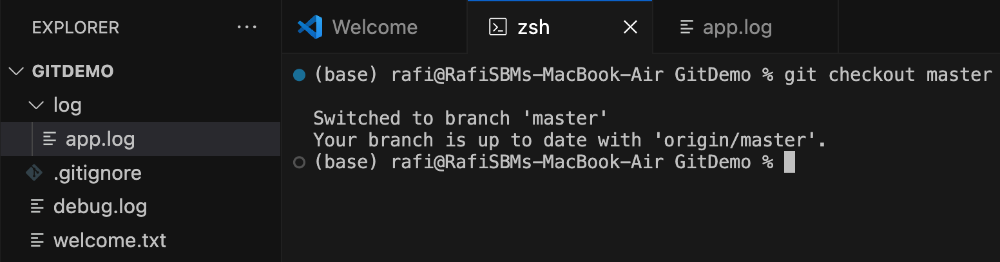 EXPLORER ...
GITDEMO
log
app.log
.gitignore
debug.log
welcome.txt
Welcome
zsh
app.log
(base) rafi@RafiSBMs-MacBook-Air GitDemo % git checkout master
Switched to branch 'master'
Your branch is up to date with 'origin/master'.
(base) rafi@RafiSBMs-MacBook-Air GitDemo %